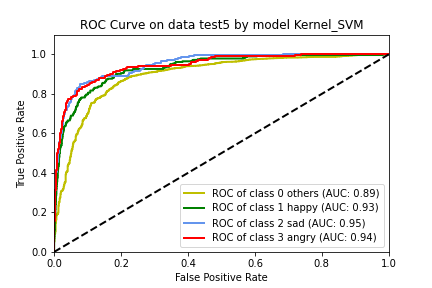 ROC Curve on data test5 by model Kernel_SVM
True Positive Rate
1.0
0.8
0.6
0.4
0.2
0.0
ROC of class 0 others (AUC: 0.89)
ROC of class 1 happy (AUC: 0.93)
ROC of class 2 sad (AUC: 0.95)
ROC of class 3 angry (AUC: 0.94)
0.0 0.2 0.4 0.6 0.8 1.0
False Positive Rate